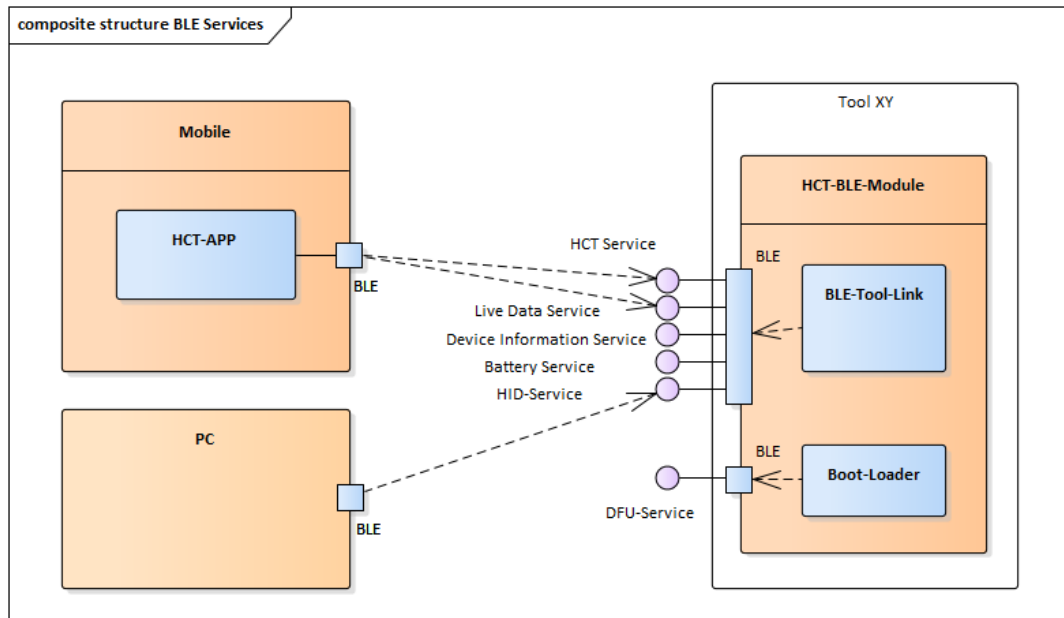 composite structure BLE Services
Tool XY
Mobile
HCT-BLE-Module
HCT-APP
HCT Service
BLE
BLE
BLE-Tool-Link
Live Data Service
Device Information Service
Battery Service
HID-Service
PC
BLE
Boot-Loader
DFU-Service
BLE